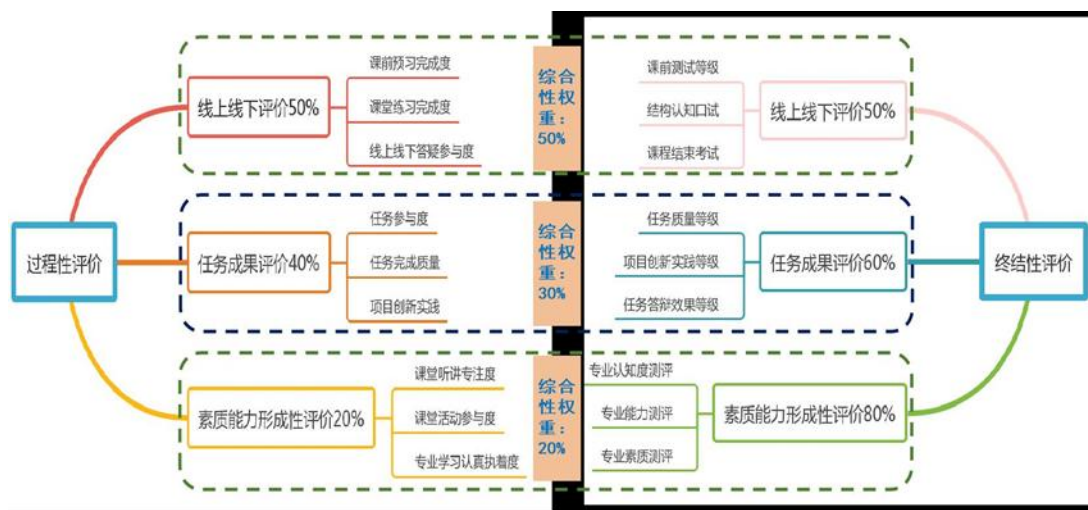 过程性评价
线上线下评价50%
课前预习完成度
课堂练习完成度
线上线下答疑参与度
综合
性权
重：
50%
课前测试等级
结构认知口试
课程结束考试
线上线下评价50%
任务成果评价40%
任务参与度
任务完成质量
项目创新实践
综合
性权
重：
30%
任务质量等级
项目创新实践等级
任务答辩效果等级
任务成果评价60%
素质能力形成性评价20%
课堂听讲专注度
课堂活动参与度
专业学习认真执着度
综合
性权
重：
20%
专业认知度测评
专业能力测评
专业素质测评
素质能力形成性评价80%
终结性评价